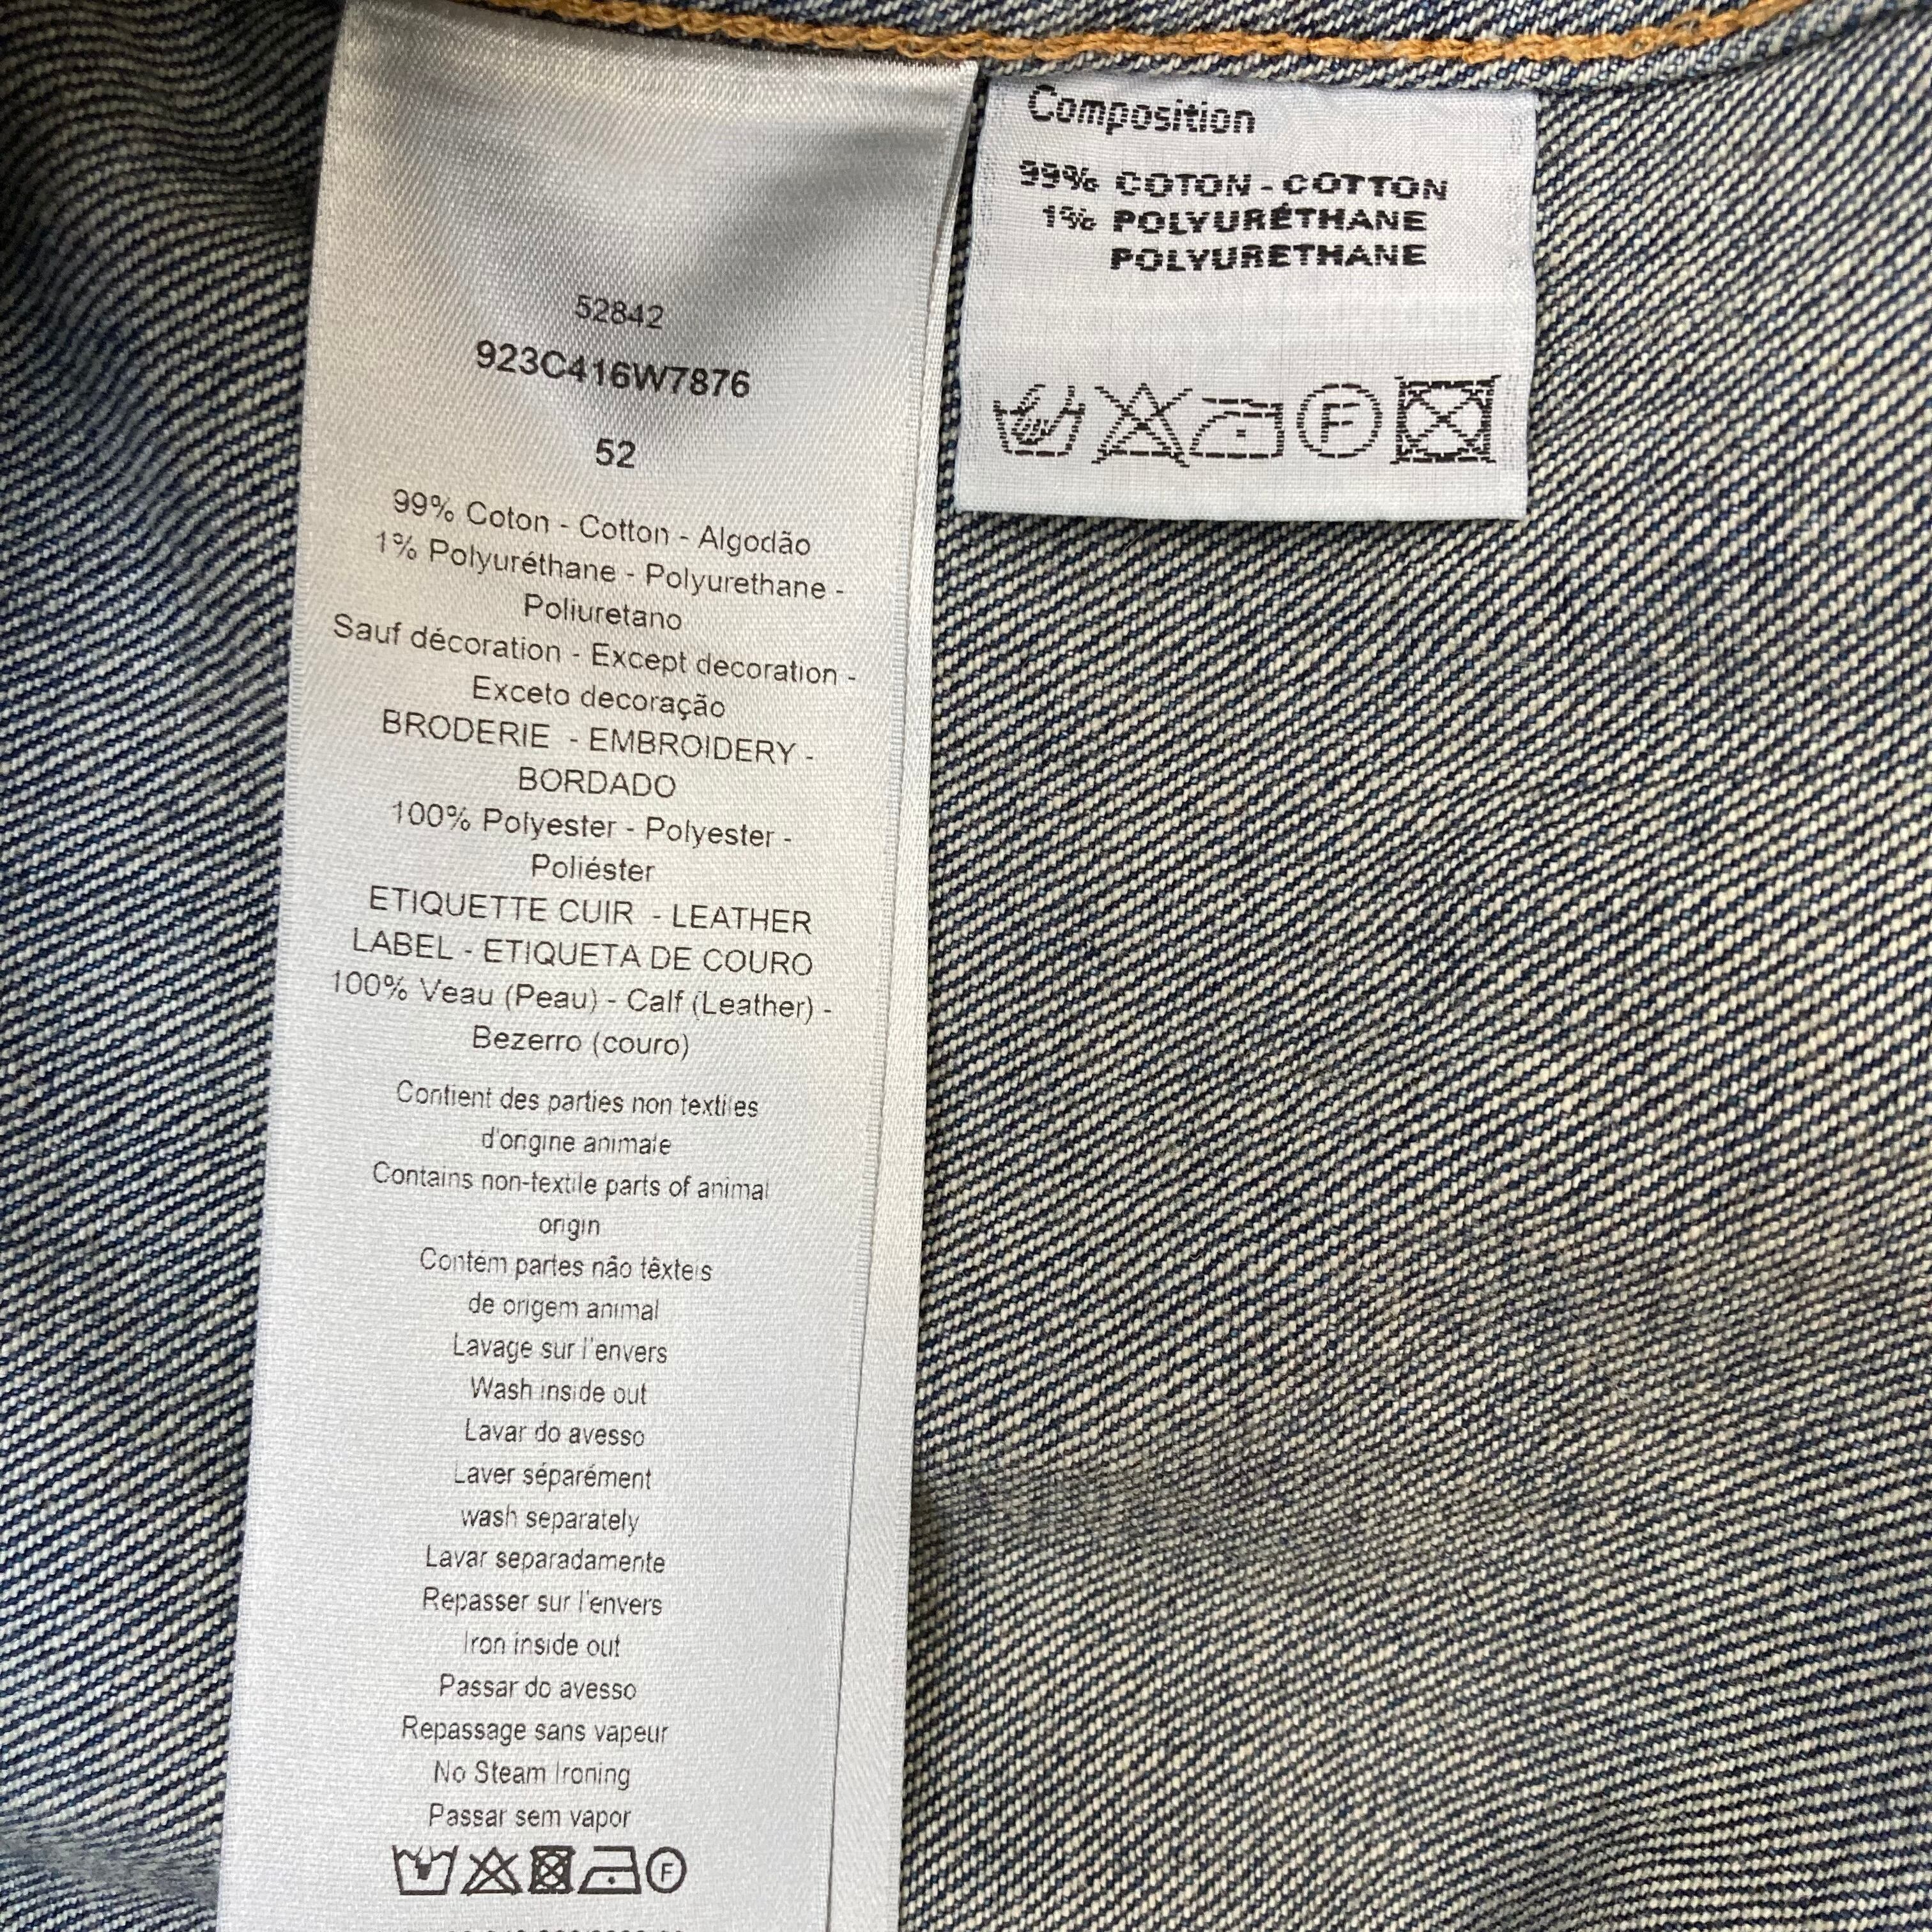 52842
923C416W7876
52
99% Coton - Cotton - Algodão
1% Polyuréthane - Polyurethane -
Poliuretano
Sauf décoration - Except decoration -
Exceto decoração
BRODERIE - EMBROIDERY -
BORDADO
100% Polyester - Polyester -
Poliéster
ETIQUETTE CUIR - LEATHER
LABEL - ETIQUETA DE COURO
100% Veau (Peau) - Calf (Leather) -
Bezerro (couro)
Contient des parties non textiles
d'origine animale
Contains non-textile parts of animal
origin
Contém partes não têxteis
de origem animal
Lavage sur l'envers
Wash inside out
Lavar do avesso
Laver séparément
wash separately
Lavar separadamente
Repasser sur l'envers
Iron inside out
Passar do avesso
Repassage sans vapeur
No Steam Ironing
Passar sem vapor
F
Composition
99% COTON - COTTON
1% POLYURÉTHANE
POLYURETHANE
F